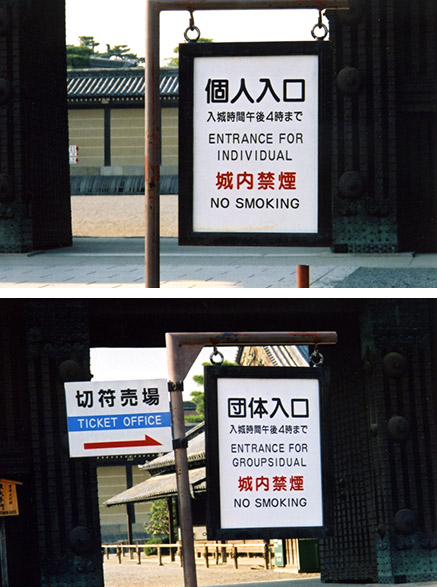 個人入口
入城時間午後4時まで
ENTRANCE FOR
INDIVIDUAL
城内禁煙
NO SMOKING
切符売場
TICKET OFFICE
団体入口
入城時間午後4時まで
ENTRANCE FOR
GROUPSIDUAL
城内禁煙
NO SMOKING